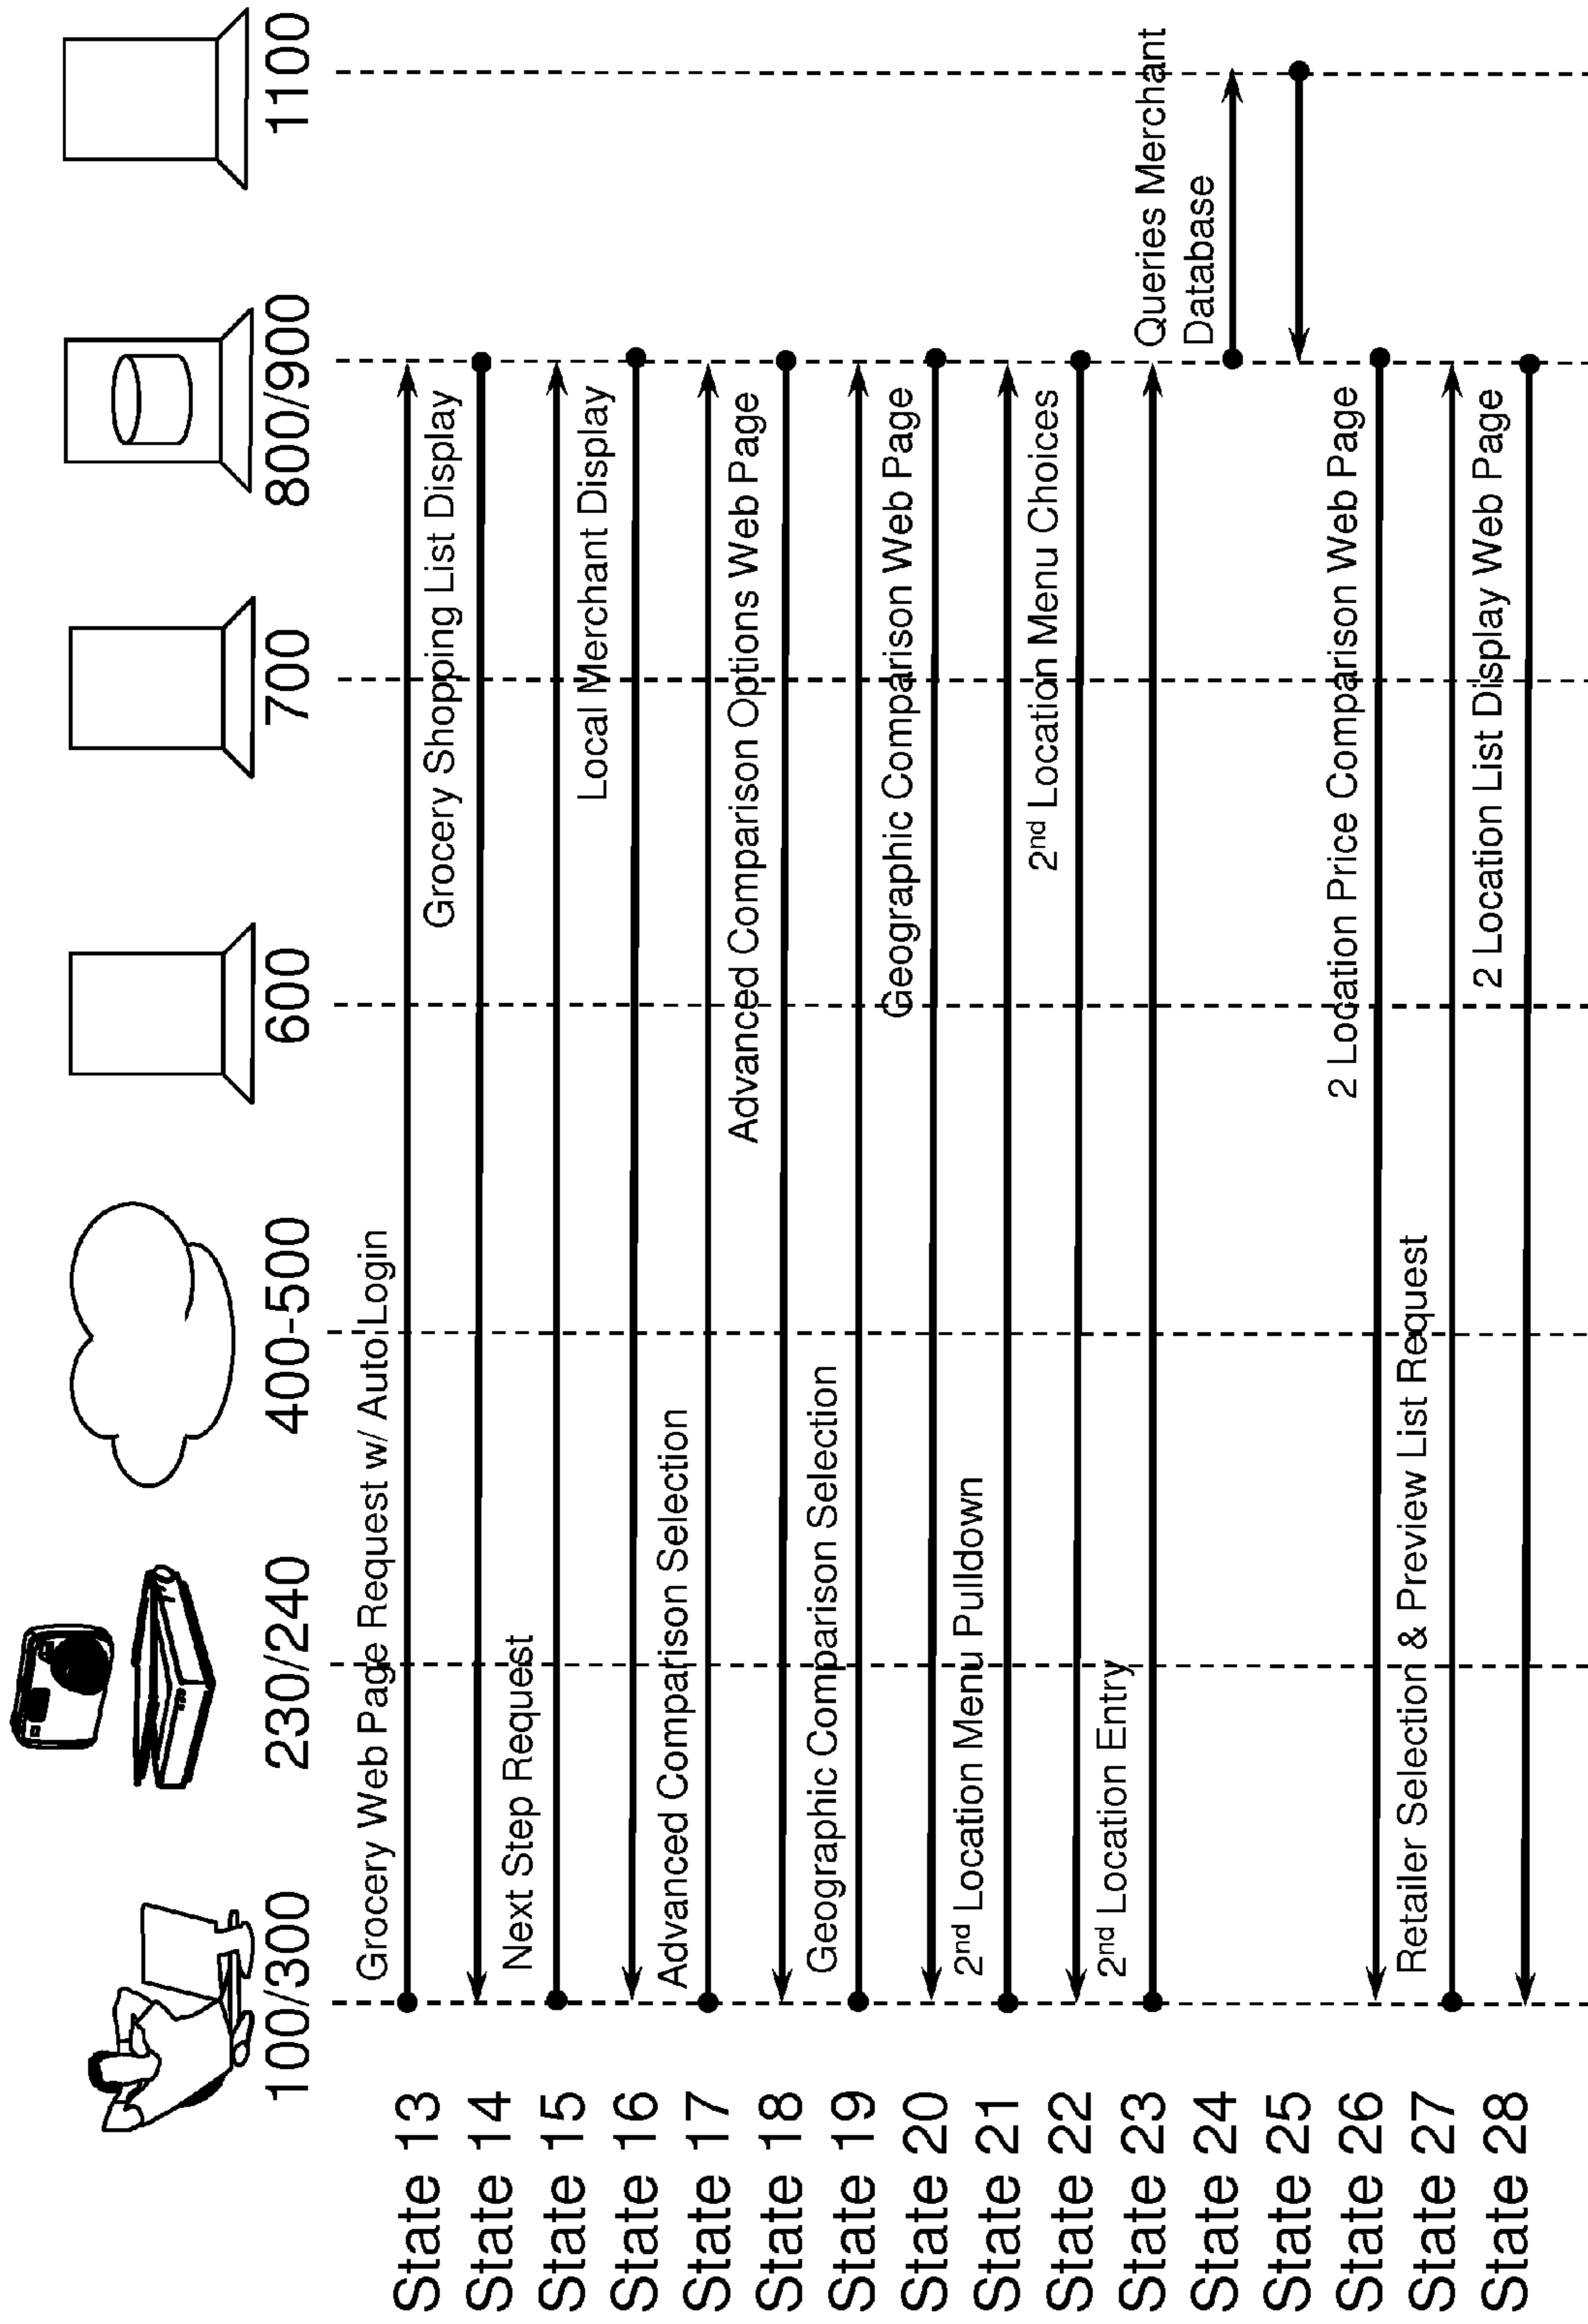 100/300
230/240
400-500
600
700
800/900
1100
State 13
Grocery Web Page Request w/ Auto Login
State 14
Grocery Shopping List Display
State 15
Next Step Request
State 16
Local Merchant Display
State 17
Advanced Comparison Selection
State 18
Advanced Comparison Options Web Page
State 19
Geographic Comparison Selection
State 20
Geographic Comparison Web Page
State 21
2nd Location Menu Pulldown
State 22
2nd Location Menu Choices
State 23
2nd Location Entry
State 24
Queries Merchant
Database
State 25
State 26
2 Location Price Comparison Web Page
State 27
Retailer Selection & Preview List Request
State 28
2 Location List Display Web Page